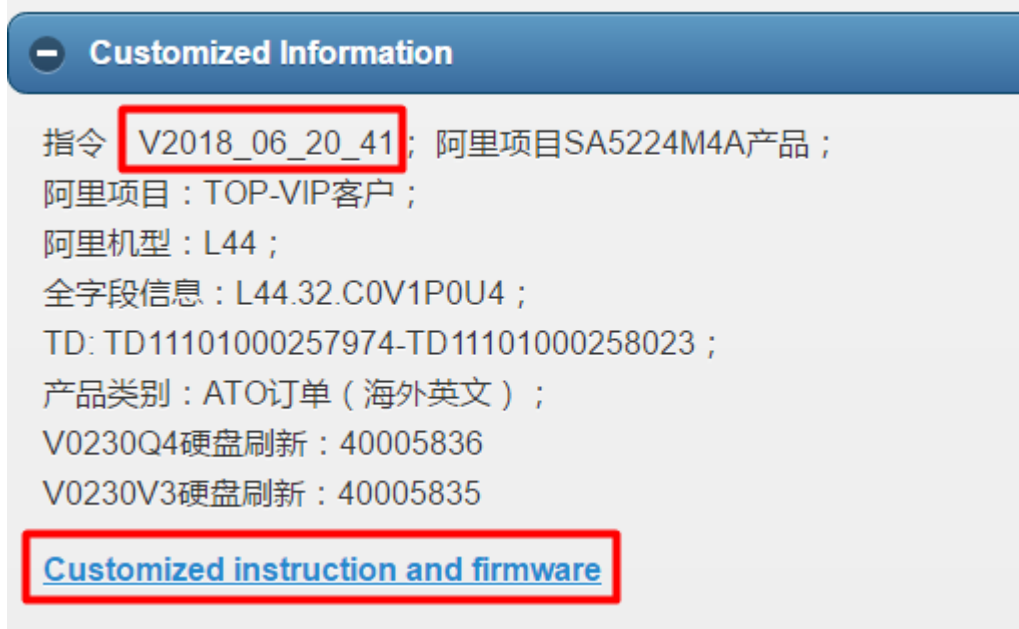 Customized Information
指令 V2018_06_20_41；阿里项目SA5224M4A产品；
阿里项目：TOP-VIP客户；
阿里机型：L44；
全字段信息：L44.32.C0V1P0U4；
TD: TD11101000257974-TD11101000258023；
产品类别：ATO订单（海外英文）；
V0230Q4硬盘刷新：40005836
V0230V3硬盘刷新：40005835
Customized instruction and firmware